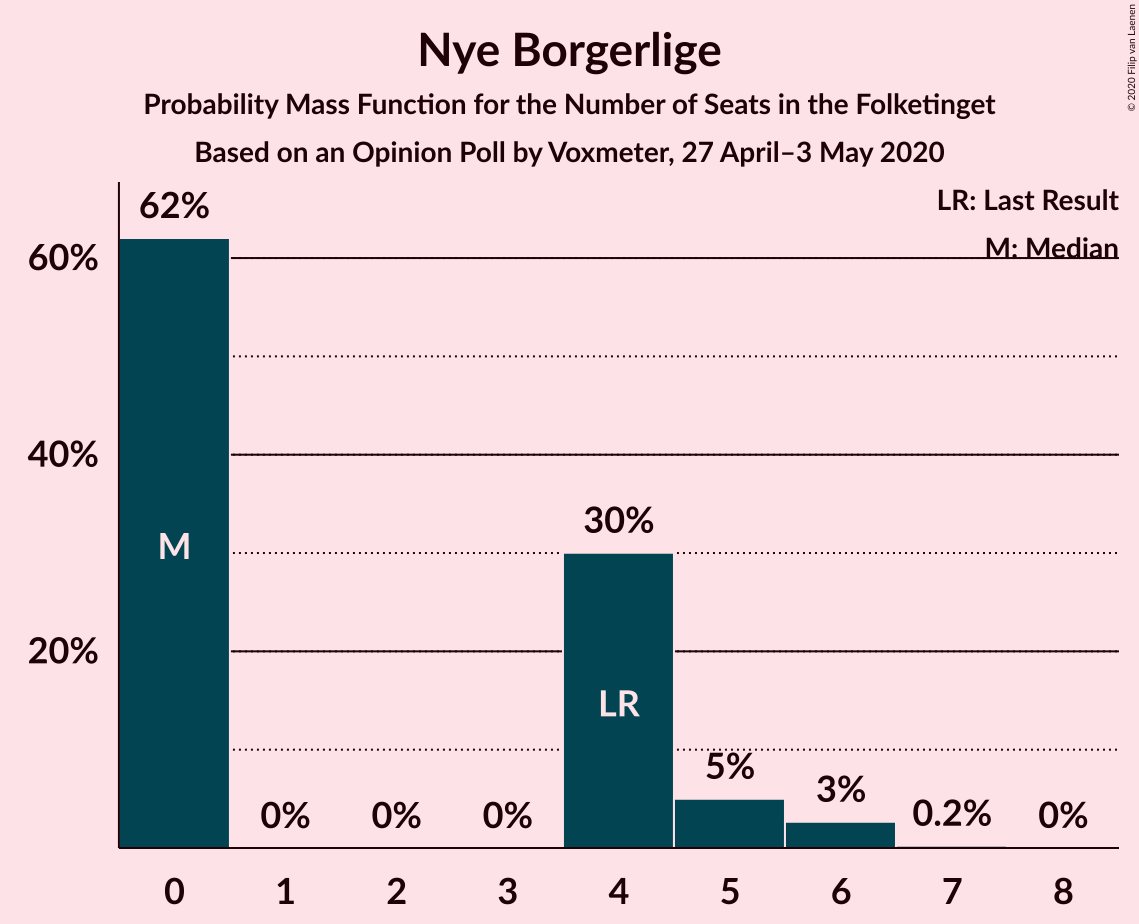 Nye Borgerlige
Probability Mass Function for the Number of Seats in the Folketinget
Based on an Opinion Poll by Voxmeter, 27 April–3 May 2020
© 2020 Filip van Laenen
LR: Last Result
M: Median
60%
40%
20%
62%
0%
0%
0%
30%
5%
3%
0.2%
0%
M
LR
0 1 2 3 4 5 6 7 8